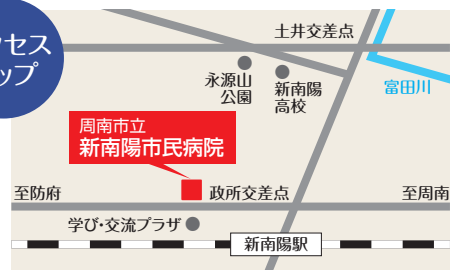 クセス
ップ
土井交差点
永源山
公園
新南陽
高校
富田川
周南市立
新南陽市民病院
至防府
政所交差点
至周南
学び・交流プラザ
新南陽駅